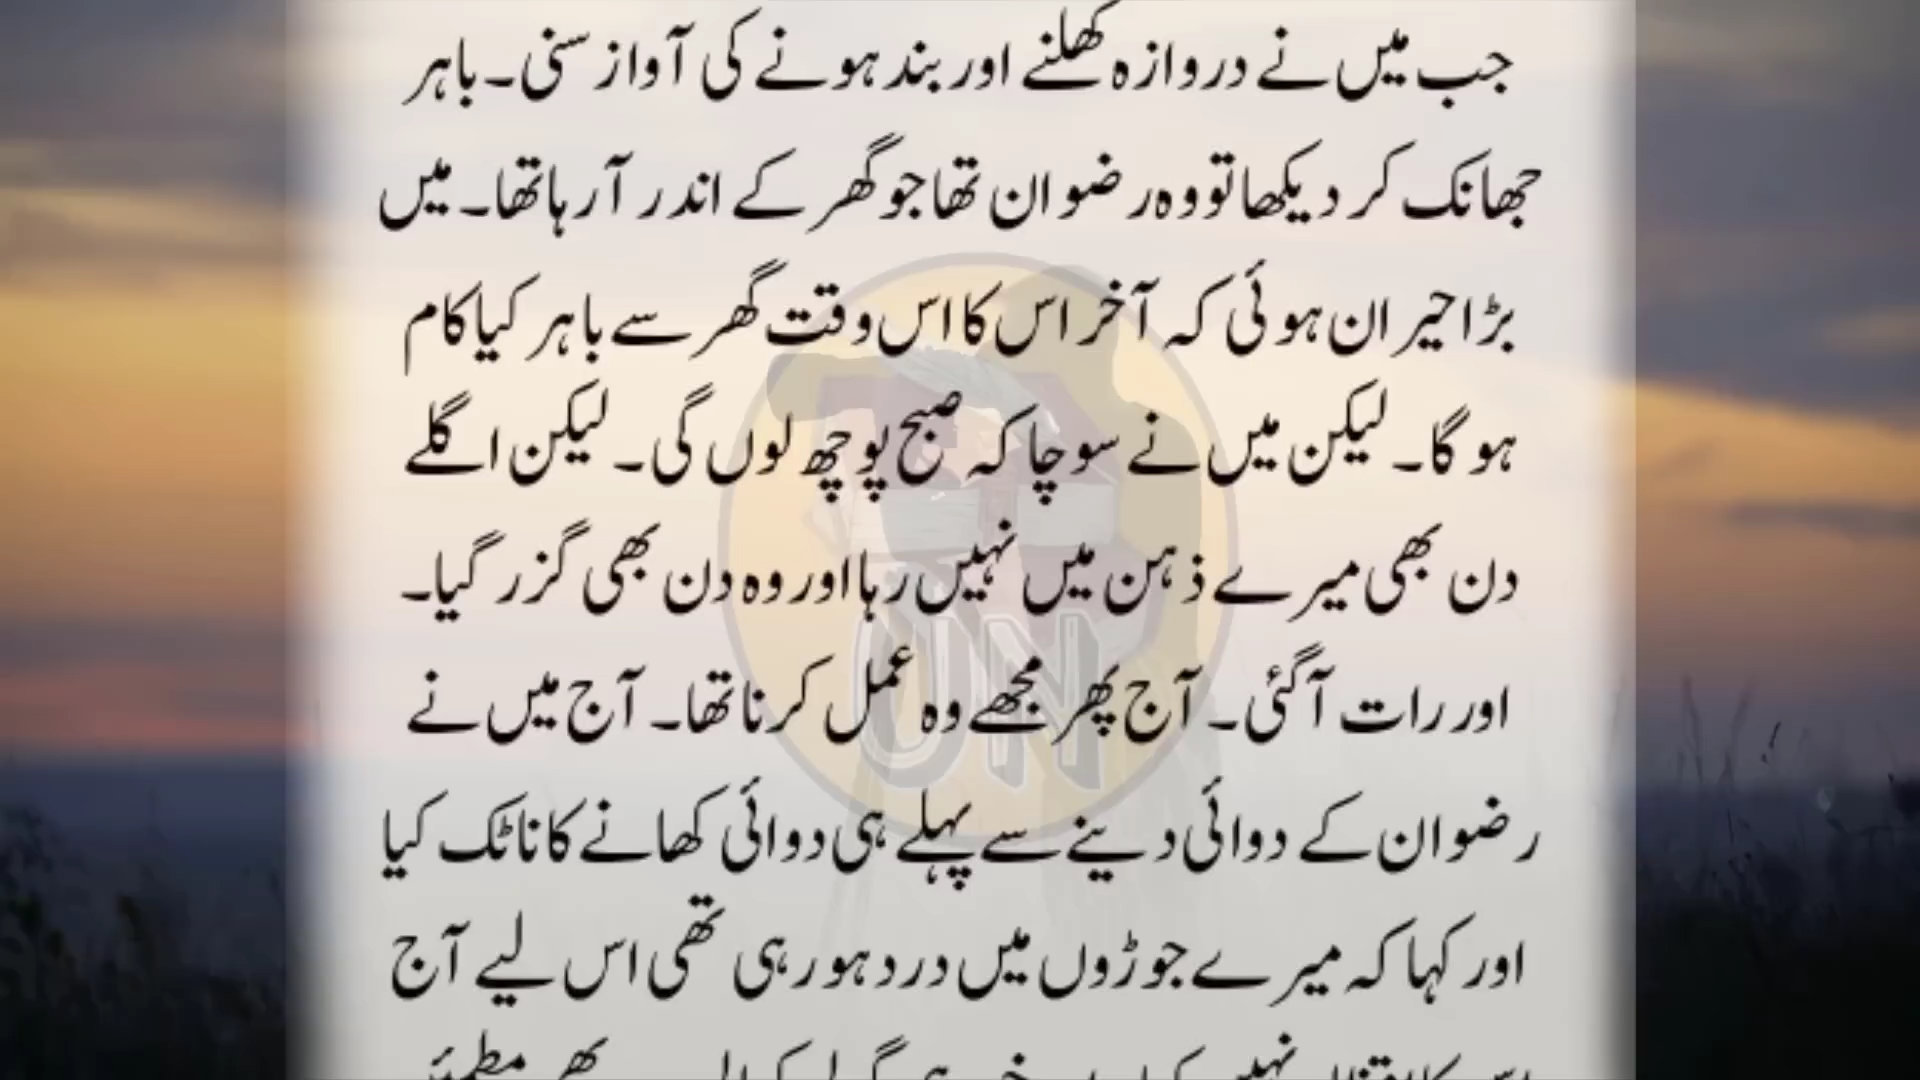 جب میں نے دروازہ کھلنے اور بند ہونے کی آواز سنی۔ باہر
جھانک کر دیکھا تو وہ رضوان تھا جو گھر کے اندر آ رہا تھا۔ میں
بڑا حیران ہوئی کہ آخر اس کا اس وقت گھر سے باہر کیا کام
ہو گا۔ لیکن میں نے سوچا کہ صبح پوچھ لوں گی۔ لیکن اگلے
دن بھی میرے ذہن میں نہیں رہا اور وہ دن بھی گزر گیا۔
اور رات آ گئی۔ آج پھر مجھے وہ عمل کرنا تھا۔ آج میں نے
رضوان کے دوائی دینے سے پہلے ہی دوائی کھانے کا ناٹک کیا
اور کہا کہ میرے جوڑوں میں درد ہو رہی تھی اس لیے آج
UN